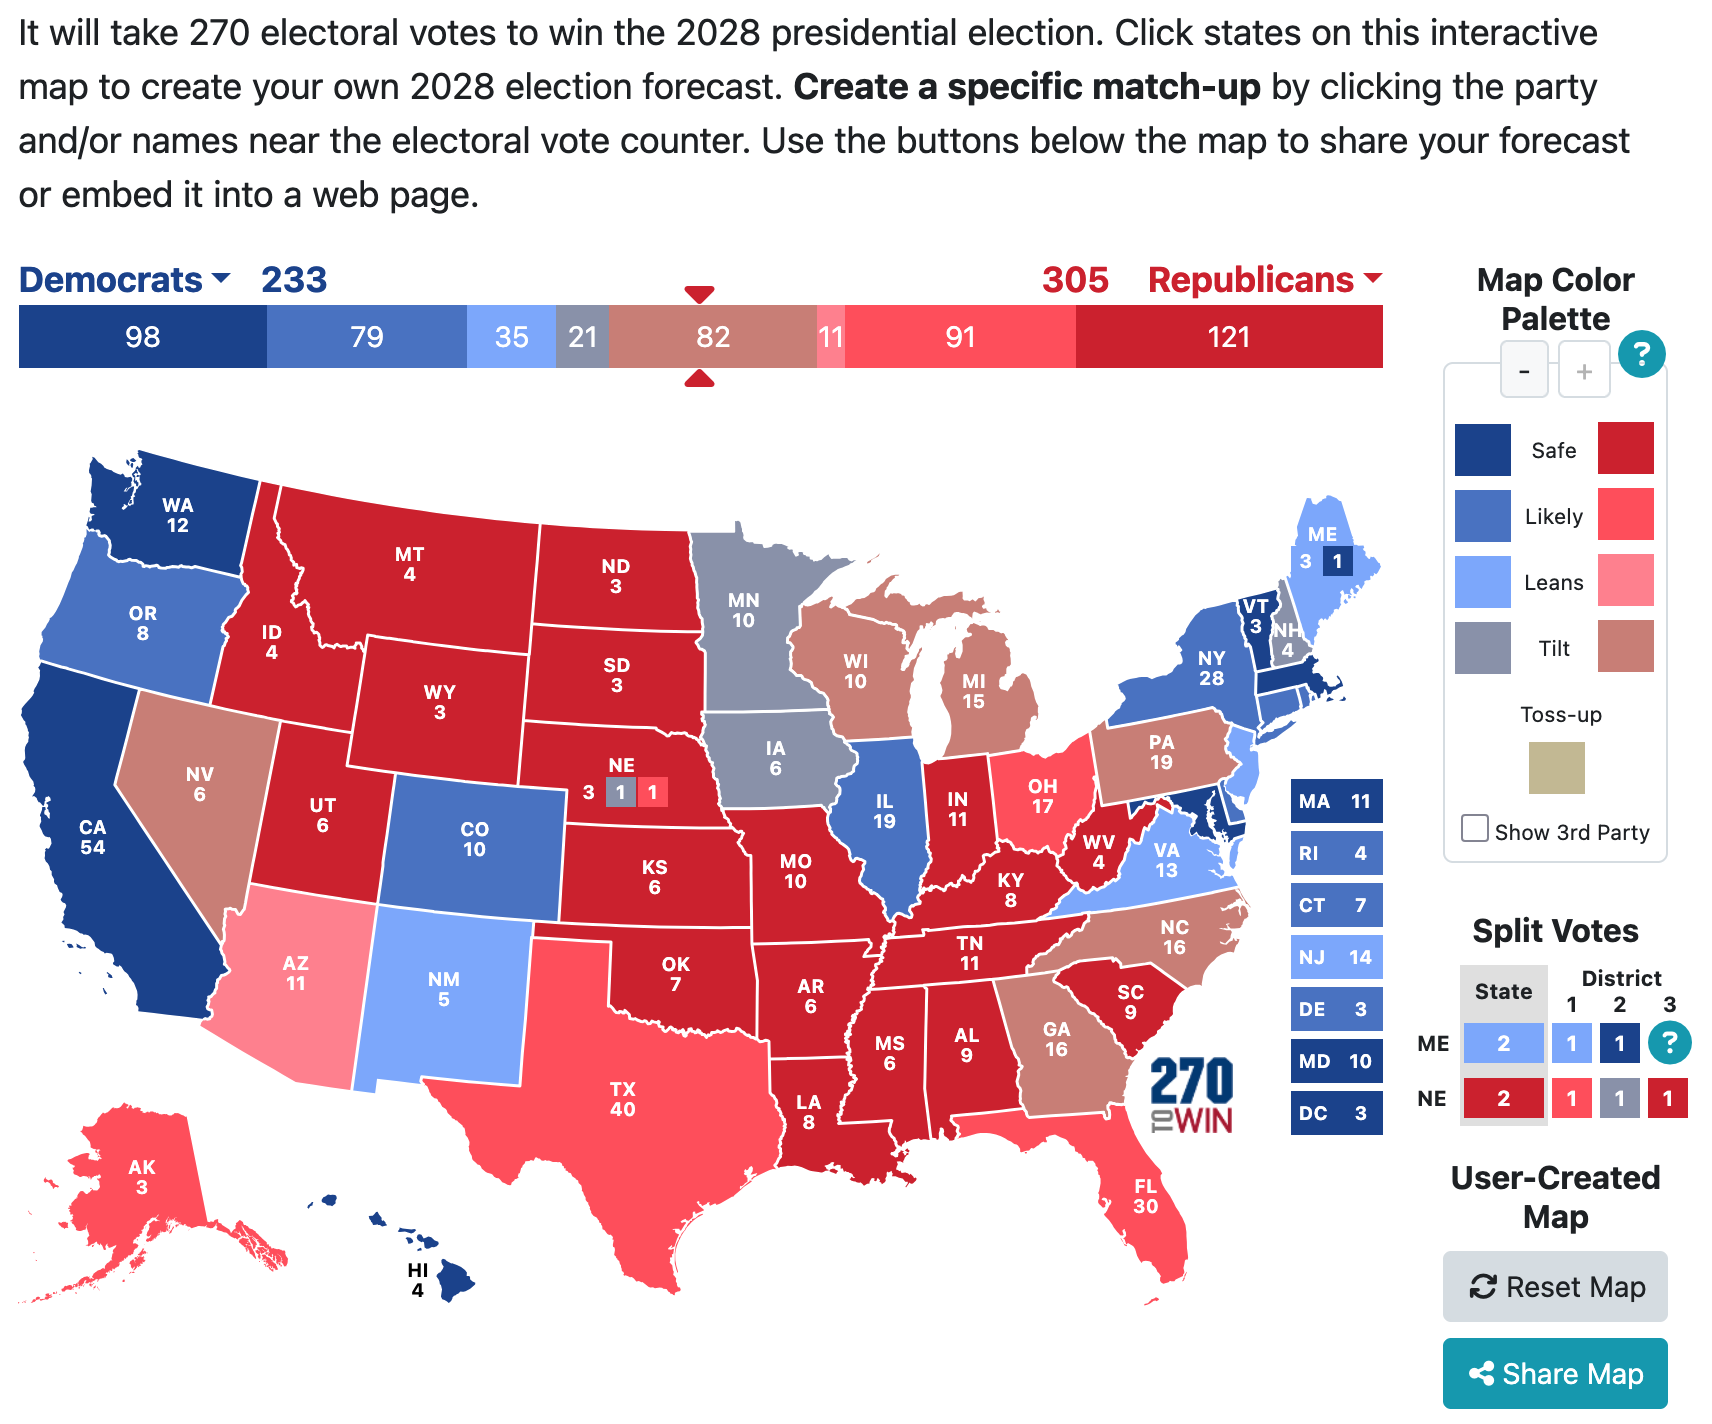 It will take 270 electoral votes to win the 2028 presidential election. Click states on this interactive
map to create your own 2028 election forecast. Create a specific match-up by clicking the party
and/or names near the electoral vote counter. Use the buttons below the map to share your forecast
or embed it into a web page.
Democrats 233
305 Republicans
98 79 35 21 82 11 91 121
WA
12
OR
8
CA
54
NV
6
ID
4
MT
4
WY
3
UT
6
AZ
11
CO
10
NM
5
ND
3
SD
3
NE
3 1 1
KS
6
OK
7
TX
40
MN
10
IA
6
MO
10
AR
6
LA
8
WI
10
IL
19
MI
15
IN
11
OH
17
KY
8
TN
11
MS
6
AL
9
GA
16
FL
30
SC
9
NC
16
VA
13
WV
4
PA
19
NY
28
VT
3
NH
4
ME
3 1
AK
3
HI
4
MA 11
RI 4
CT 7
NJ 14
DE 3
MD 10
DC 3
270
TO WIN
Map Color
Palette
?
- +
Safe
Likely
Leans
Tilt
Toss-up
Show 3rd Party
Split Votes
State District
1 2 3
ME 2 1 1 ?
NE 2 1 1 1
User-Created
Map
Reset Map
Share Map